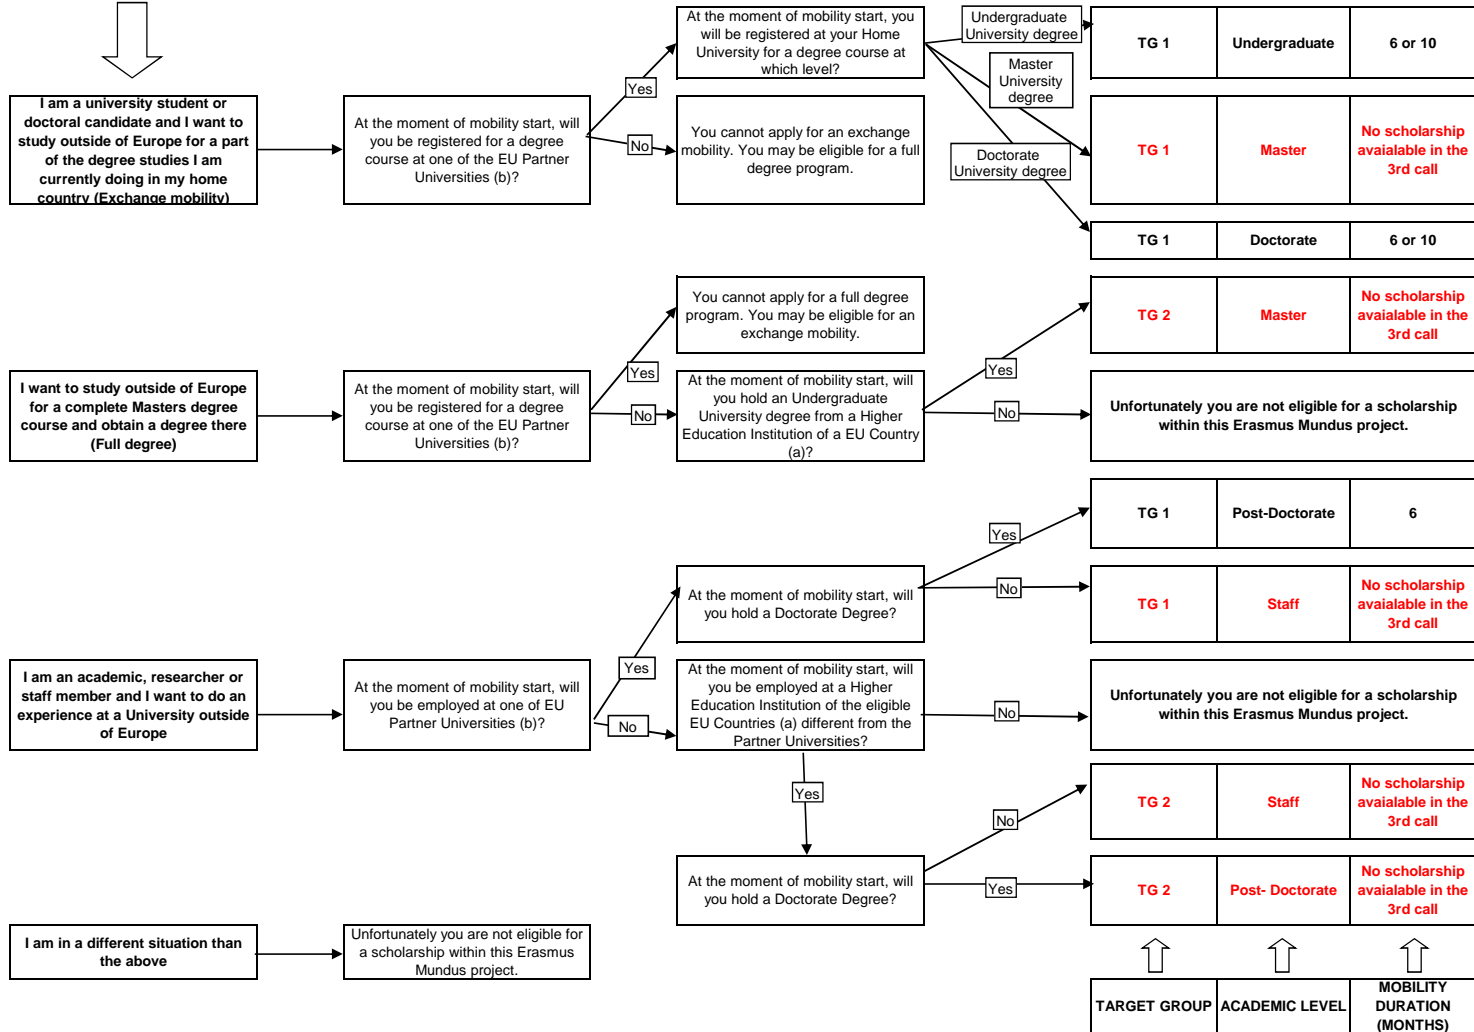 At the moment of mobility start, you
will be registered at your Home
University for a degree course at
which level?
Undergraduate
University degree
TG 1
Undergraduate
6 or 10
Master
University
degree
Yes
I am a university student or
doctoral candidate and I want to
study outside of Europe for a part
of the degree studies I am
currently doing in my home
country (Exchange mobility)
At the moment of mobility start, will
you be registered for a degree
course at one of the EU Partner
Universities (b)?
No
You cannot apply for an exchange
mobility. You may be eligible for a full
degree program.
Doctorate
University degree
TG 1
Master
No scholarship
avaialable in the
3rd call
TG 1
Doctorate
6 or 10
You cannot apply for a full degree
program. You may be eligible for an
exchange mobility.
TG 2
Master
No scholarship
avaialable in the
3rd call
Yes
Yes
I want to study outside of Europe
for a complete Masters degree
course and obtain a degree there
(Full degree)
At the moment of mobility start, will
you be registered for a degree
course at one of the EU Partner
Universities (b)?
No
At the moment of mobility start, will
you hold an Undergraduate
University degree from a Higher
Education Institution of a EU Country
(a)?
No
Unfortunately you are not eligible for a scholarship
within this Erasmus Mundus project.
TG 1
Post-Doctorate
6
Yes
At the moment of mobility start, will
you hold a Doctorate Degree?
No
TG 1
Staff
No scholarship
avaialable in the
3rd call
Yes
I am an academic, researcher or
staff member and I want to do an
experience at a University outside
of Europe
At the moment of mobility start, will
you be employed at one of EU
Partner Universities (b)?
No
At the moment of mobility start, will
you be employed at a Higher
Education Institution of the eligible
EU Countries (a) different from the
Partner Universities?
No
Unfortunately you are not eligible for a scholarship
within this Erasmus Mundus project.
Yes
No
TG 2
Staff
No scholarship
avaialable in the
3rd call
At the moment of mobility start, will
you hold a Doctorate Degree?
Yes
TG 2
Post- Doctorate
No scholarship
avaialable in the
3rd call
I am in a different situation than
the above
Unfortunately you are not eligible for
a scholarship within this Erasmus
Mundus project.
TARGET GROUP
ACADEMIC LEVEL
MOBILITY
DURATION
(MONTHS)